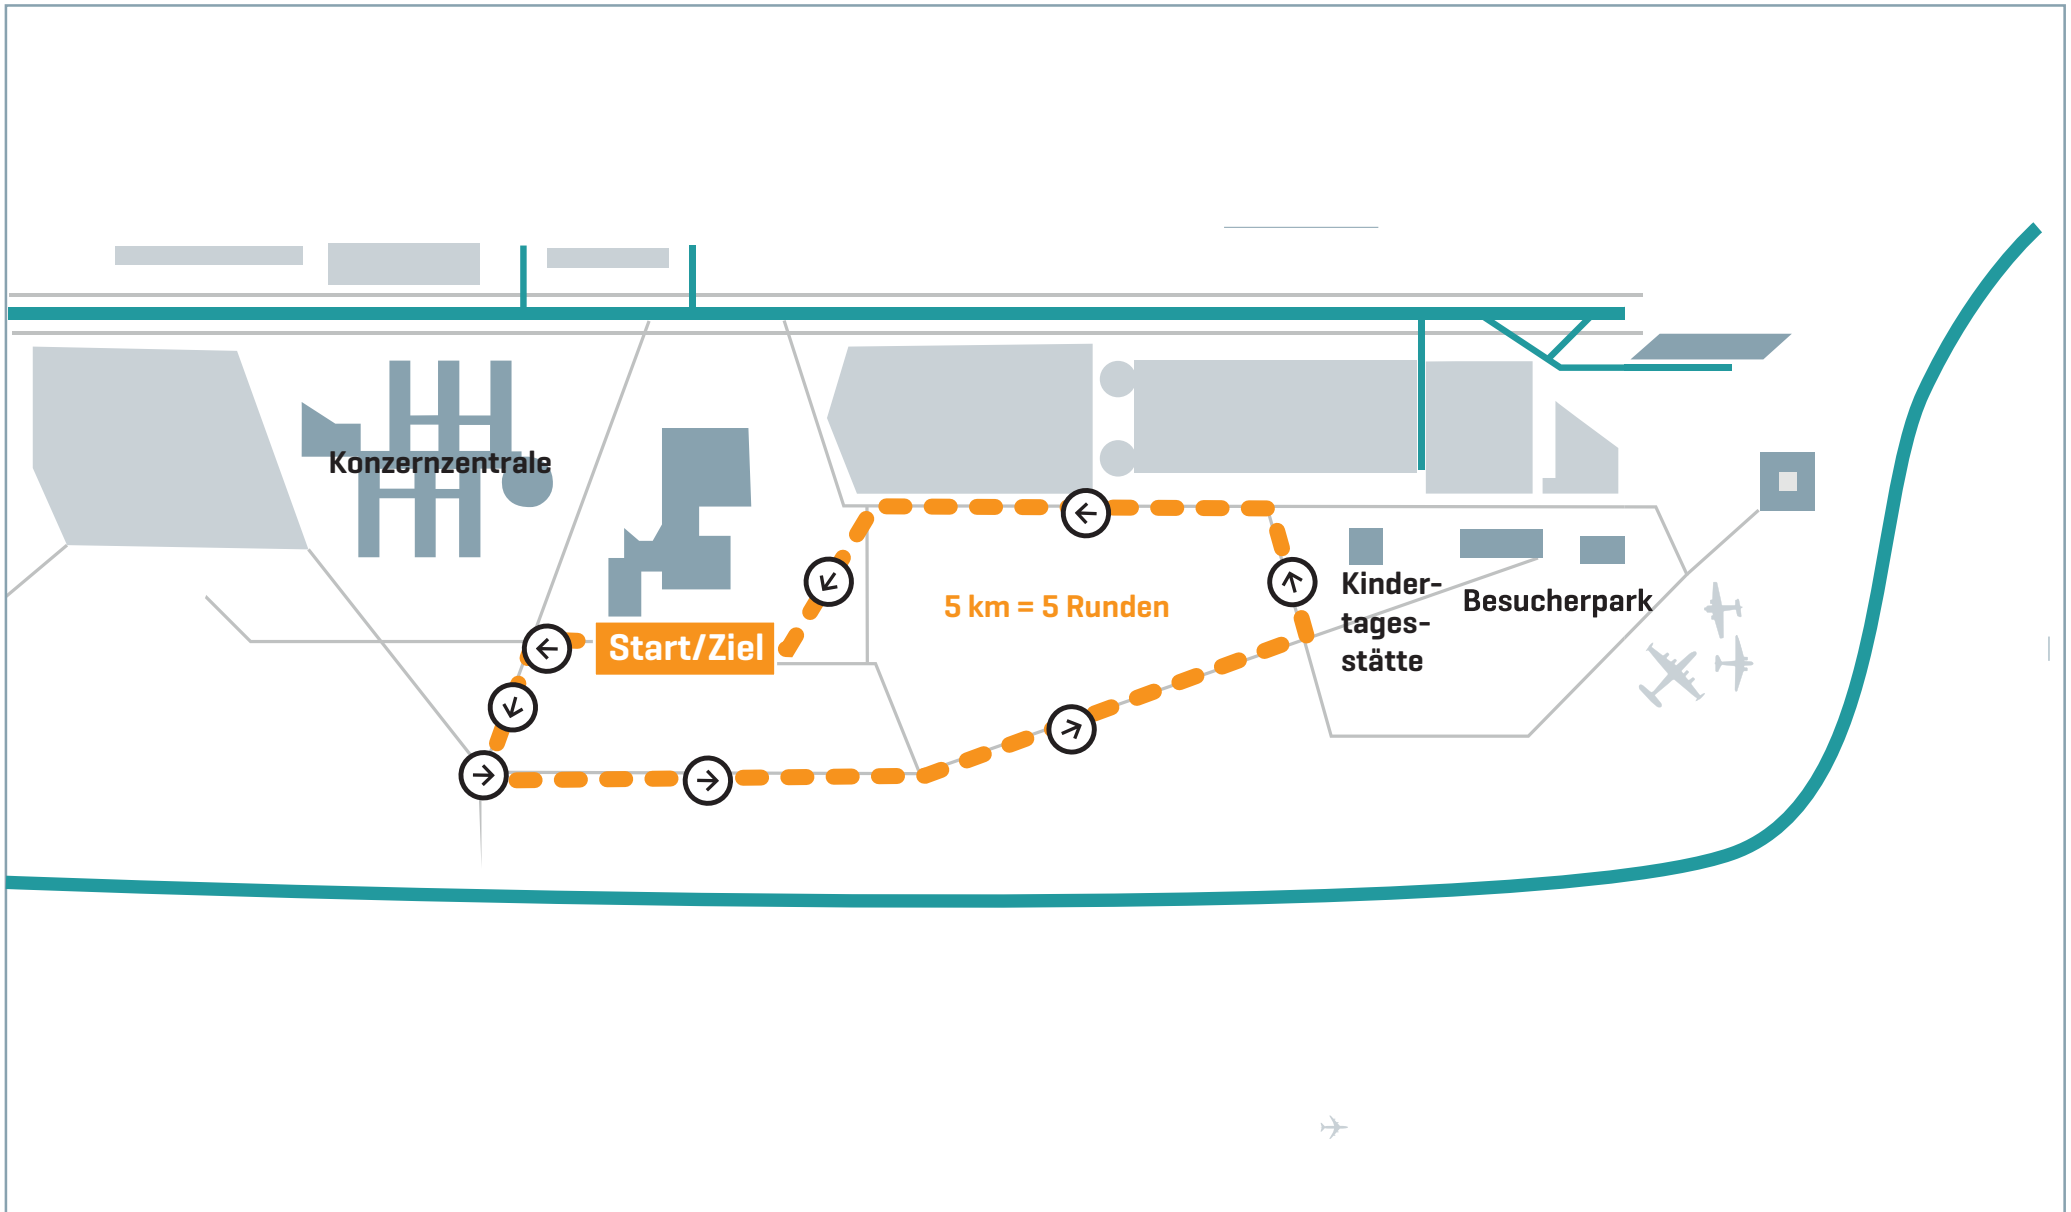 Konzernzentrale
5 km = 5 Runden
Kinder-
tages-
stätte
Besucherpark
Start/Ziel